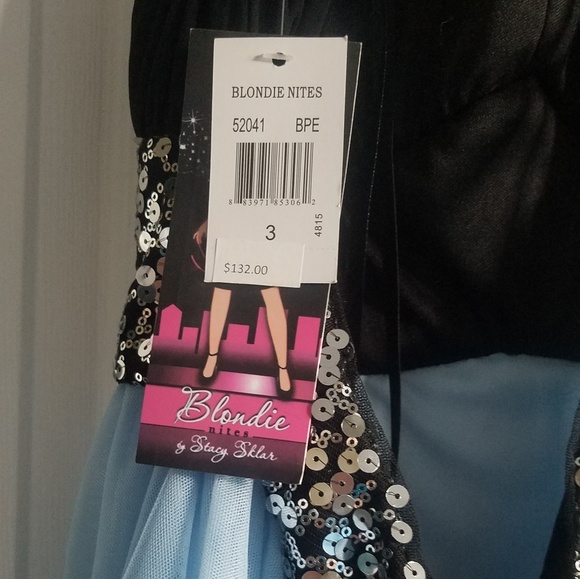 BLONDIE NITES
52041 BPE
8 83971 85306 2
3
4815
$132.00
Blondie
nites
by Stacy Sklar